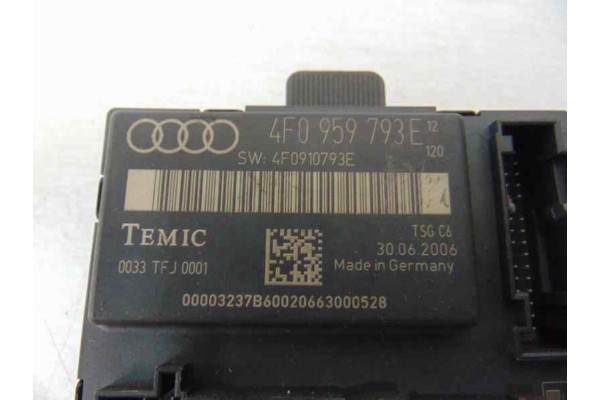 4F0 959 793E 12
120
SW: 4F0910793E
TEMIC
TSG C6
30.06.2006
0033 TFJ 0001
Made in Germany
00003237B60020663000528